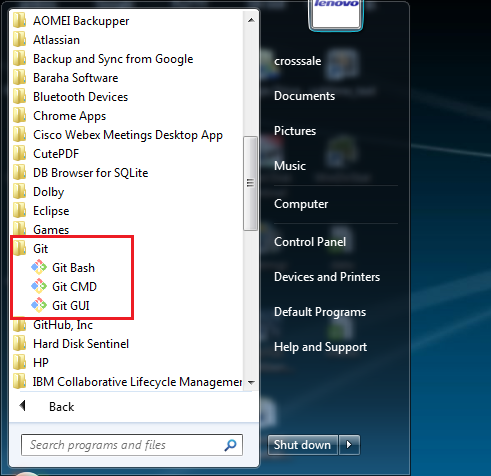 AOMEI Backupper
Atlassian
Backup and Sync from Google
Baraha Software
Bluetooth Devices
Chrome Apps
Cisco Webex Meetings Desktop App
CutePDF
DB Browser for SQLite
Dolby
Eclipse
Games
Git
Git Bash
Git CMD
Git GUI
GitHub, Inc
Hard Disk Sentinel
HP
IBM Collaborative Lifecycle Managemen
Back
Search programs and files
lenovo
crosssale
Documents
Pictures
Music
Computer
Control Panel
Devices and Printers
Default Programs
Help and Support
Shut down